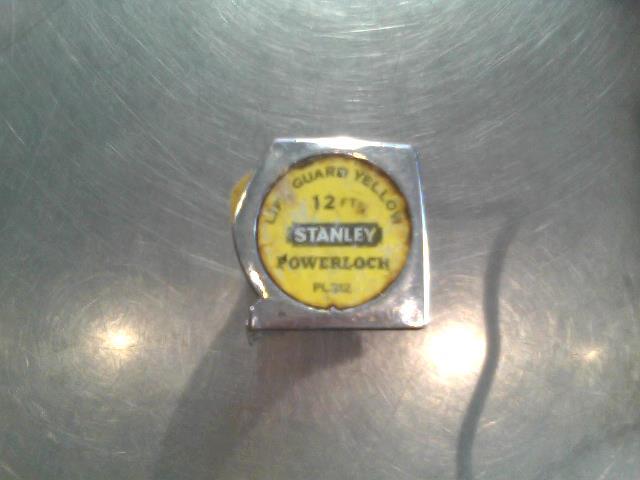 LIFE GUARD YELLOW
12 FT
STANLEY
POWERLOCK
PL312